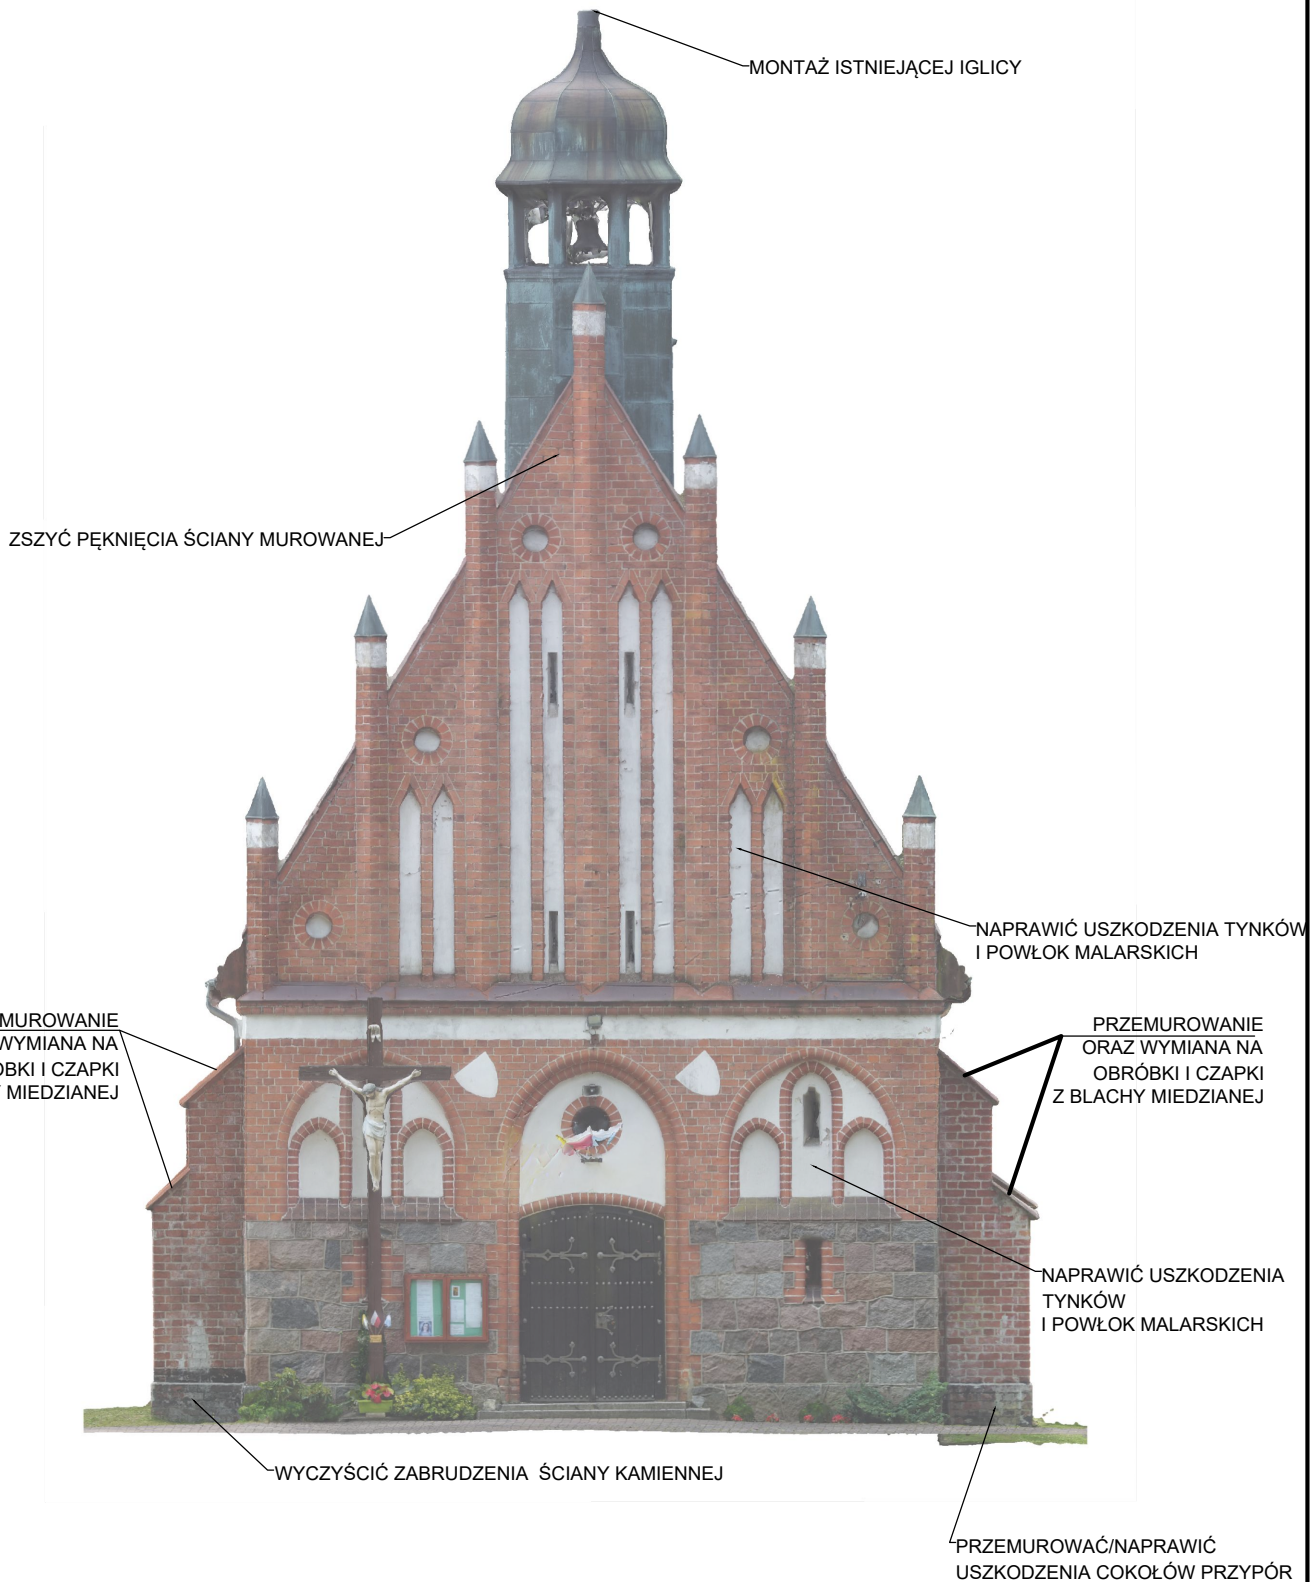 MONTAŻ ISTNIEJĄCEJ IGLICY
ZSZYĆ PĘKNIĘCIA ŚCIANY MUROWANEJ
NAPRAWIĆ USZKODZENIA TYNKÓW
I POWŁOK MALARSKICH
MUROWANIE
WYMIANA NA
OBKI I CZAPKI
Y MIEDZIANEJ
PRZEMUROWANIE
ORAZ WYMIANA NA
OBRÓBKI I CZAPKI
Z BLACHY MIEDZIANEJ
NAPRAWIĆ USZKODZENIA
TYNKÓW
I POWŁOK MALARSKICH
WYCZYŚCIĆ ZABRUDZENIA ŚCIANY KAMIENNEJ
PRZEMUROWAĆ/NAPRAWIĆ
USZKODZENIA COKOŁÓW PRZYPÓR